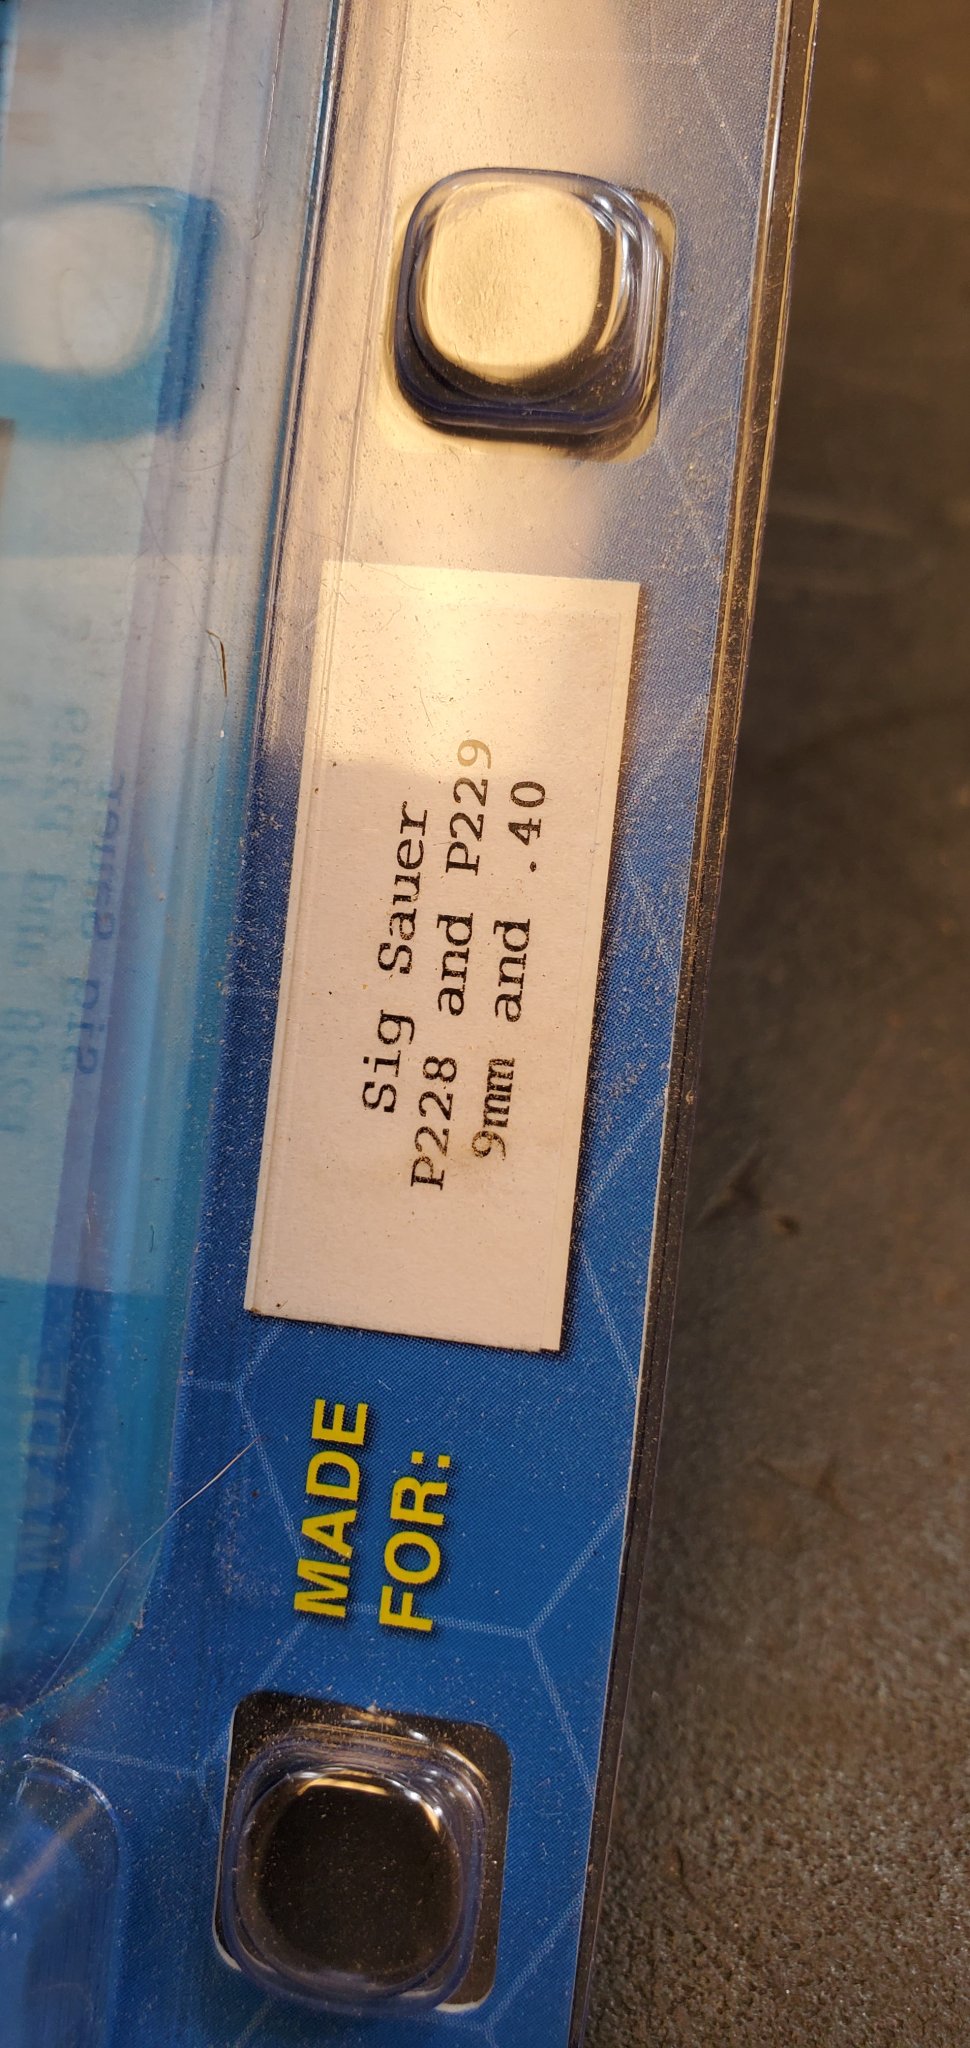 MADE
FOR:
Sig Sauer
P228 and P229
9mm and .40